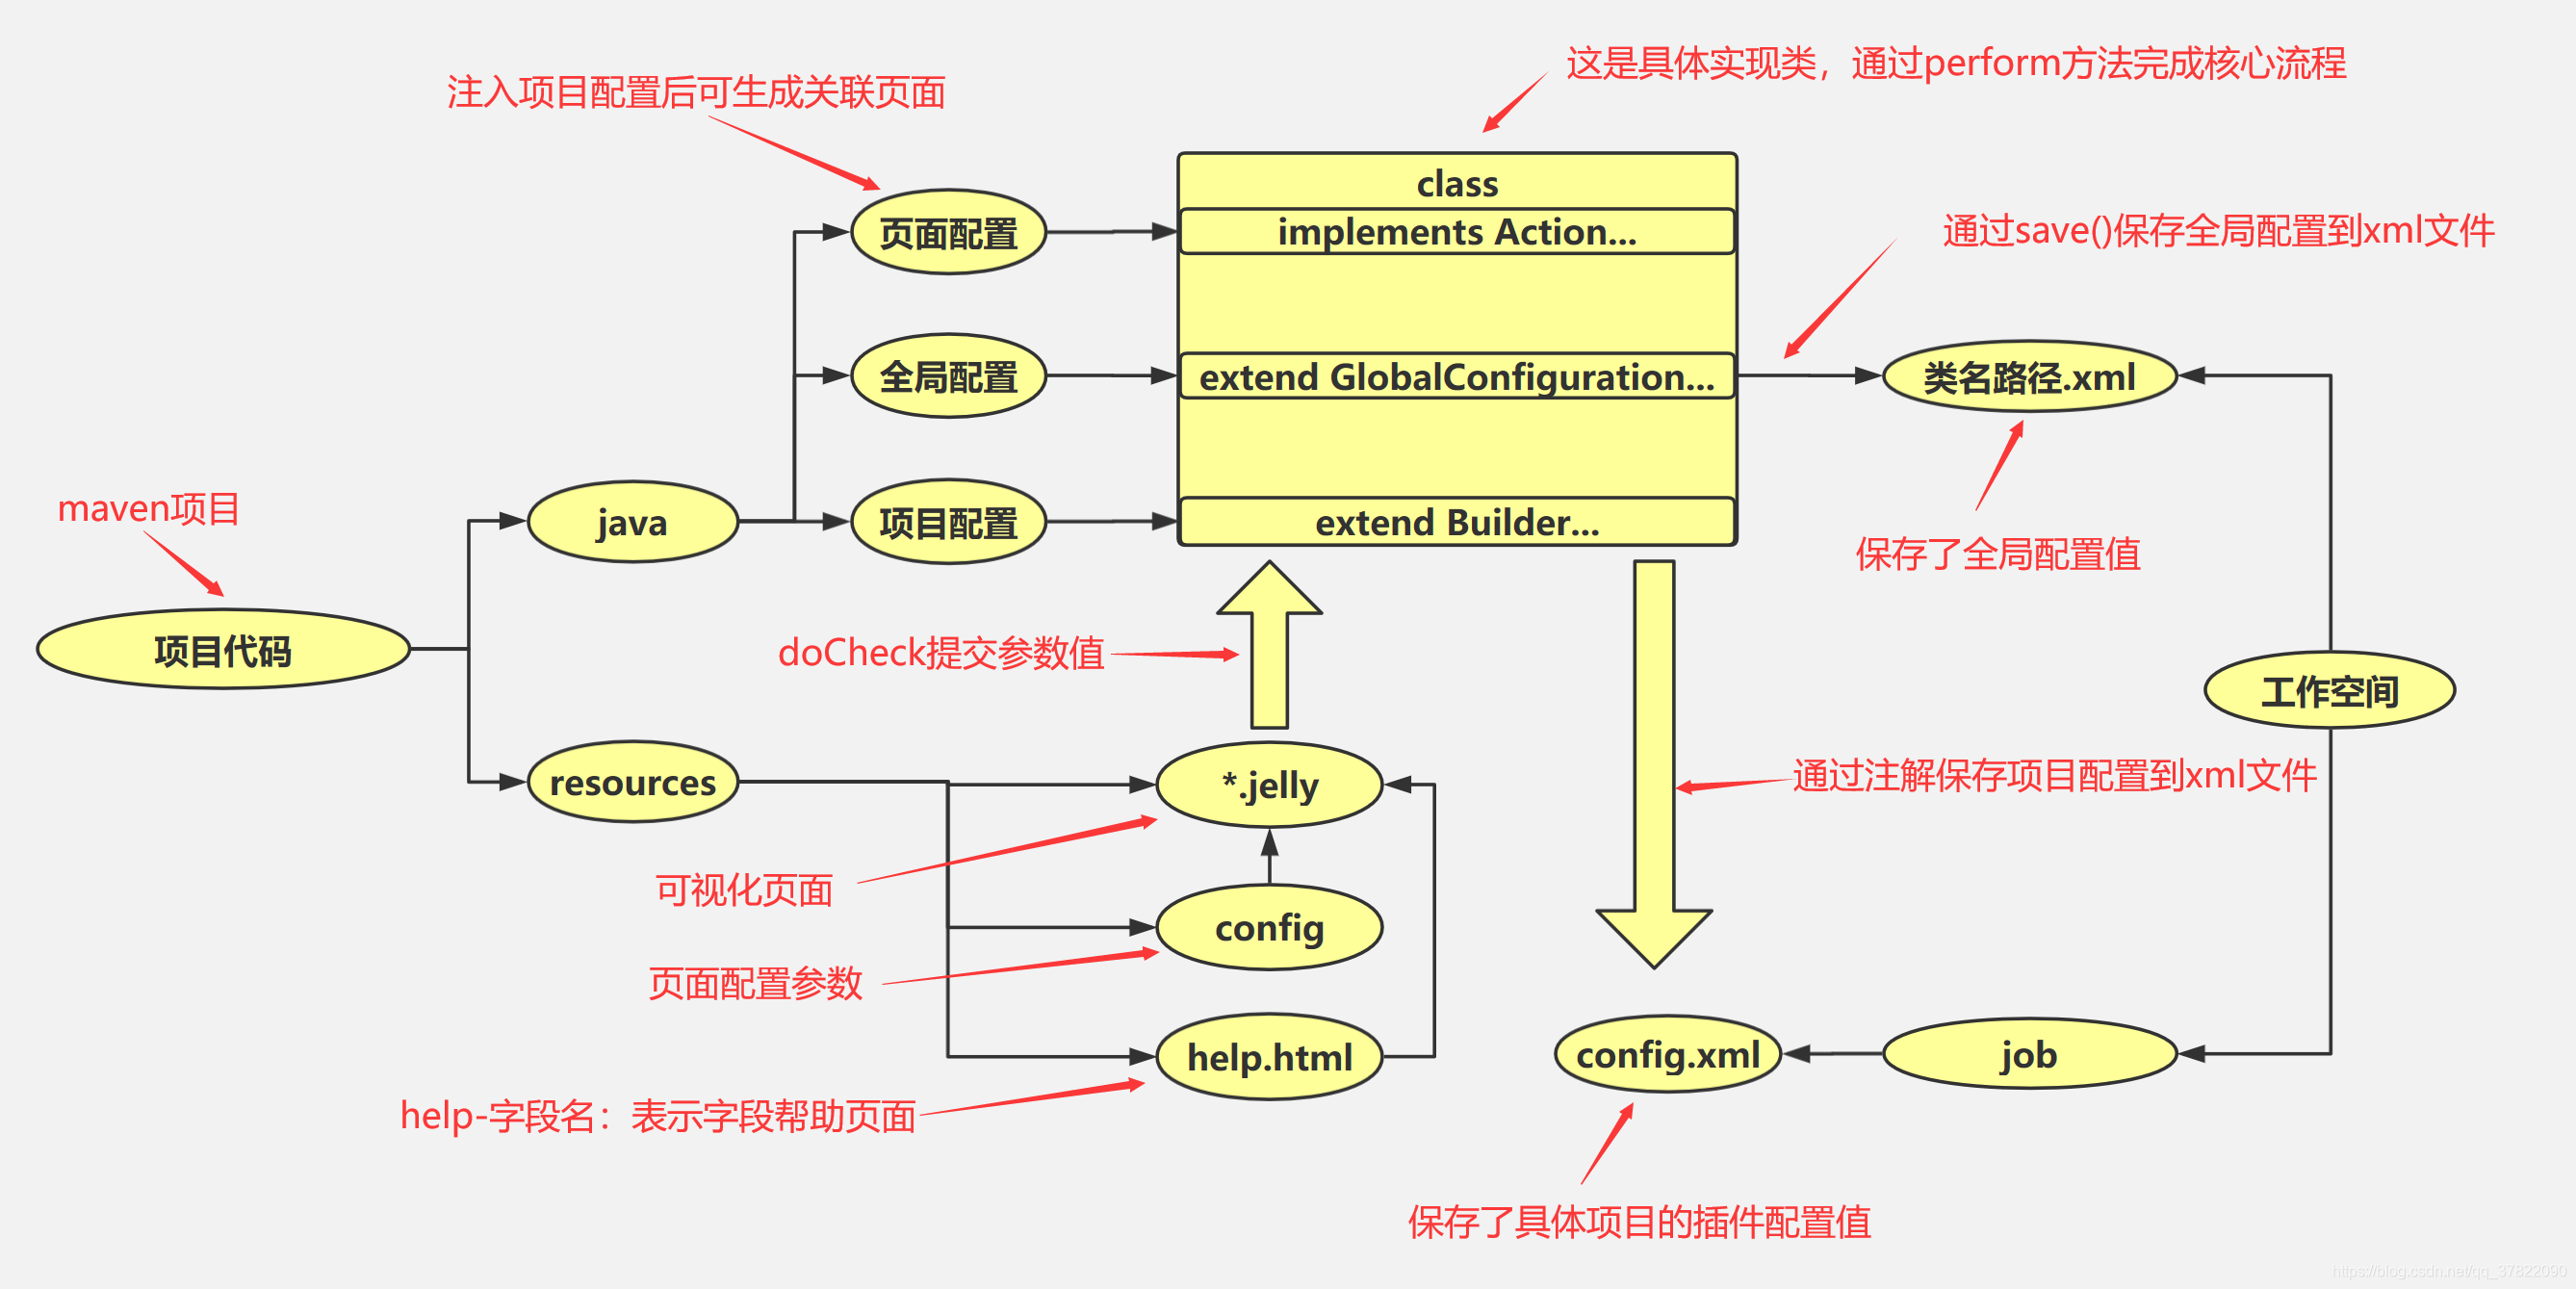 这是具体实现类，通过perform方法完成核心流程
注入项目配置后可生成关联页面
class
页面配置
implements Action...
通过save()保存全局配置到xml文件
全局配置
extend GlobalConfiguration...
类名路径.xml
maven项目
java
项目配置
extend Builder...
保存了全局配置值
项目代码
doCheck提交参数值
工作空间
resources
*.jelly
通过注解保存项目配置到xml文件
可视化页面
config
页面配置参数
help.html
config.xml
job
help-字段名：表示字段帮助页面
保存了具体项目的插件配置值
https://blog.csdn.net/qq_37822090